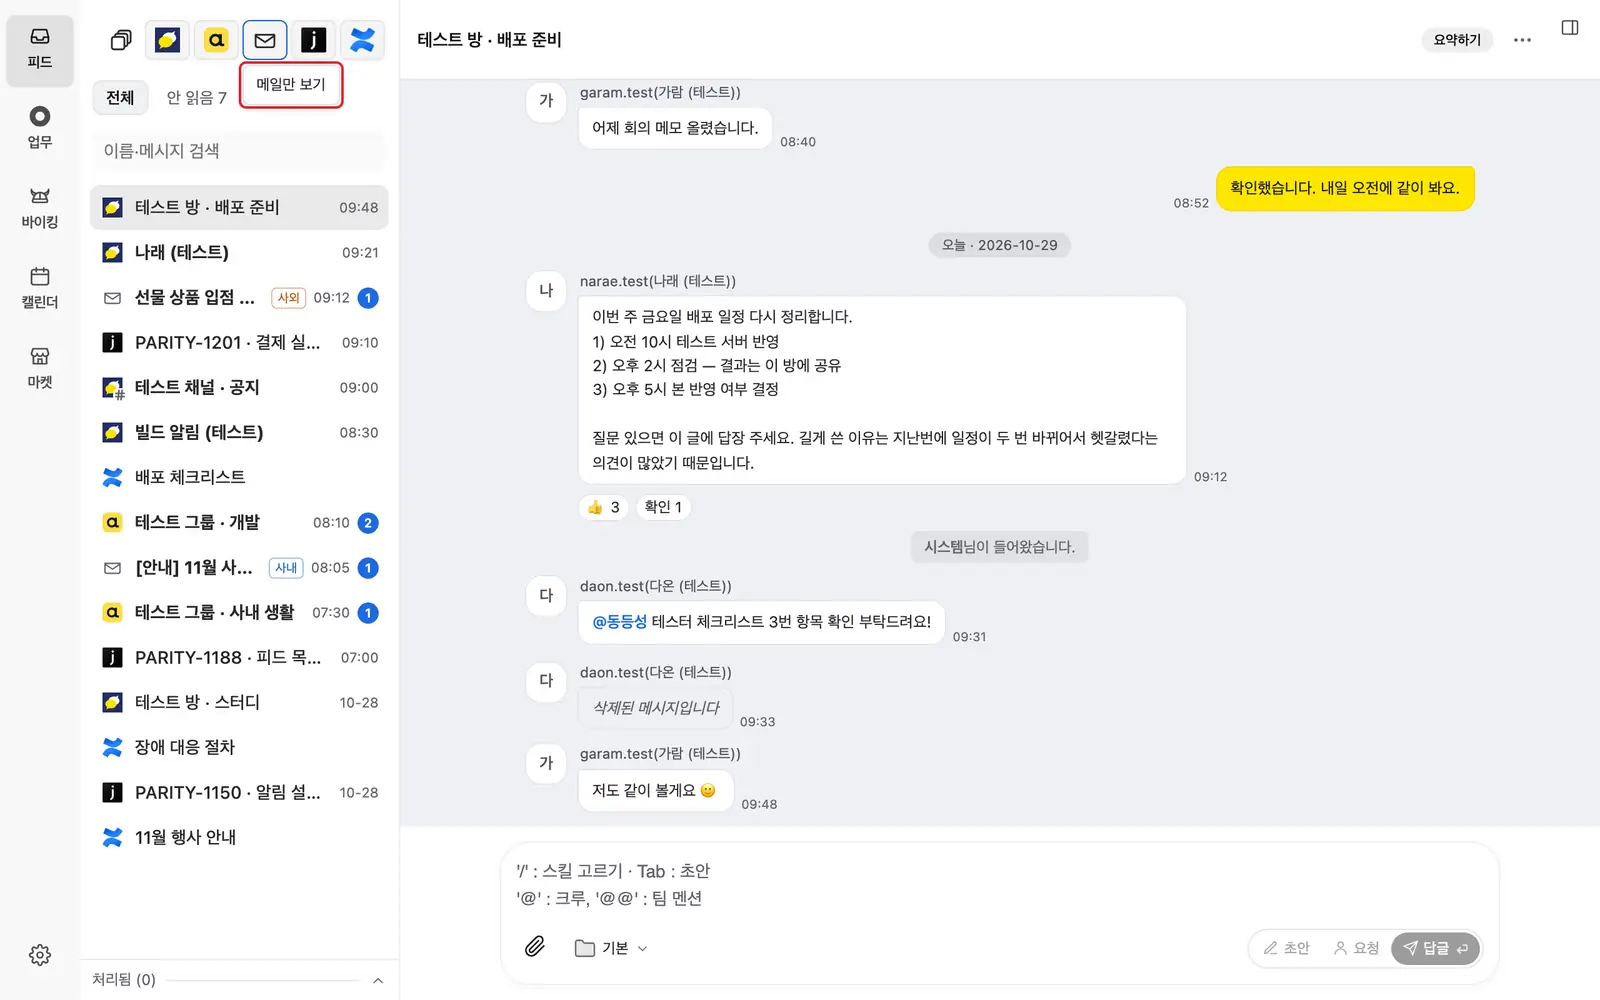 피드
업무
바이킹
캘린더
마켓
메일만 보기
전체
안 읽음 7
이름·메시지 검색
테스트 방 · 배포 준비 09:48
나래 (테스트) 09:21
선물 상품 입점 ... 사외 09:12 1
PARITY-1201 · 결제 실... 09:10
테스트 채널 · 공지 09:00
빌드 알림 (테스트) 08:30
배포 체크리스트
테스트 그룹 · 개발 08:10 2
[안내] 11월 사... 사내 08:05 1
테스트 그룹 · 사내 생활 07:30 1
PARITY-1188 · 피드 목... 07:00
테스트 방 · 스터디 10-28
장애 대응 절차
PARITY-1150 · 알림 설... 10-28
11월 행사 안내
처리됨 (0)
테스트 방 · 배포 준비
요약하기
가
garam.test(가람 (테스트))
어제 회의 메모 올렸습니다.
08:40
확인했습니다. 내일 오전에 같이 봐요.
08:52
오늘 · 2026-10-29
나
narae.test(나래 (테스트))
이번 주 금요일 배포 일정 다시 정리합니다.
1) 오전 10시 테스트 서버 반영
2) 오후 2시 점검 — 결과는 이 방에 공유
3) 오후 5시 본 반영 여부 결정
질문 있으면 이 글에 답장 주세요. 길게 쓴 이유는 지난번에 일정이 두 번 바뀌어서 헷갈렸다는
의견이 많았기 때문입니다.
09:12
👍 3
확인 1
시스템님이 들어왔습니다.
다
daon.test(다온 (테스트))
@동등성 테스터 체크리스트 3번 항목 확인 부탁드려요!
09:31
다
daon.test(다온 (테스트))
삭제된 메시지입니다
09:33
가
garam.test(가람 (테스트))
저도 같이 볼게요 🙂
09:48
'/' : 스킬 고르기 · Tab : 초안
'@' : 크루, '@@' : 팀 멘션
기본
초안
요청
답글